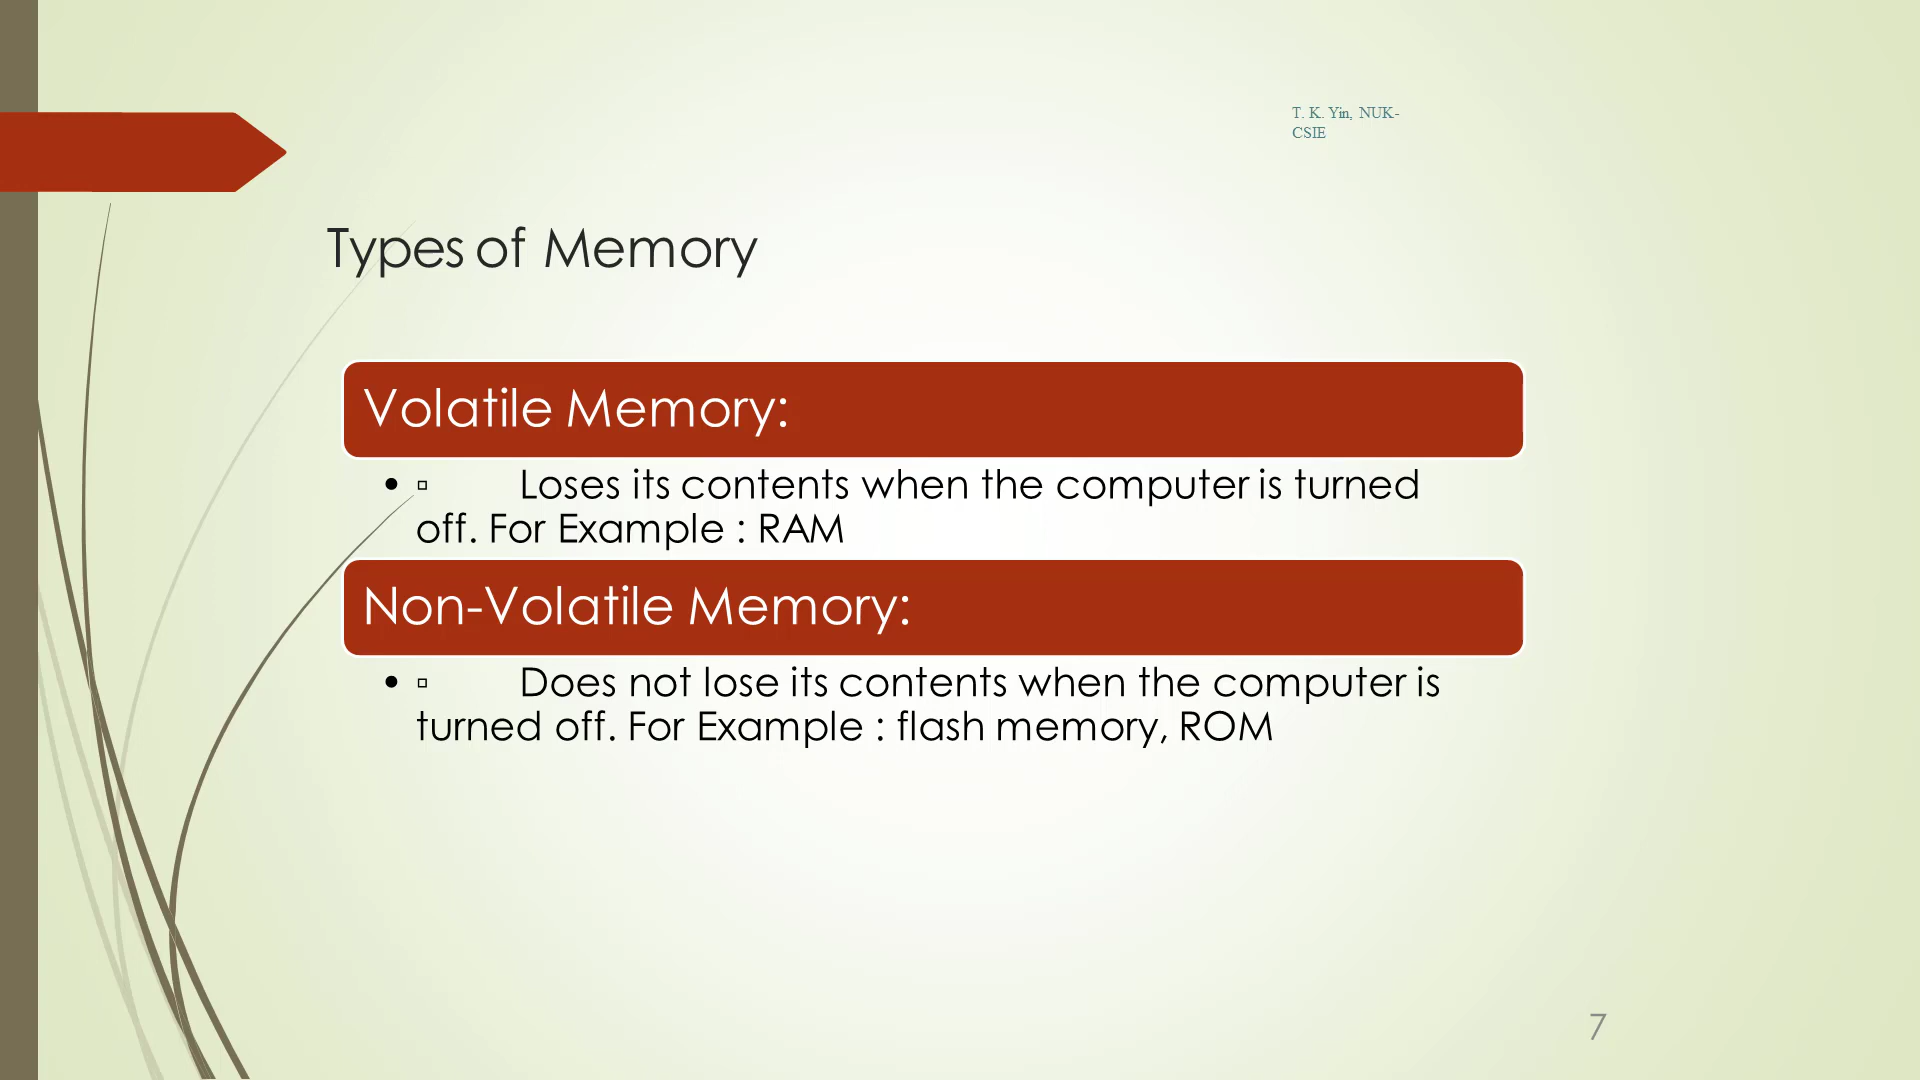 T. K. Yin, NUK-
CSIE
Types of Memory
Volatile Memory:
• ▫ Loses its contents when the computer is turned
off. For Example : RAM
Non-Volatile Memory:
• ▫ Does not lose its contents when the computer is
turned off. For Example : flash memory, ROM
7